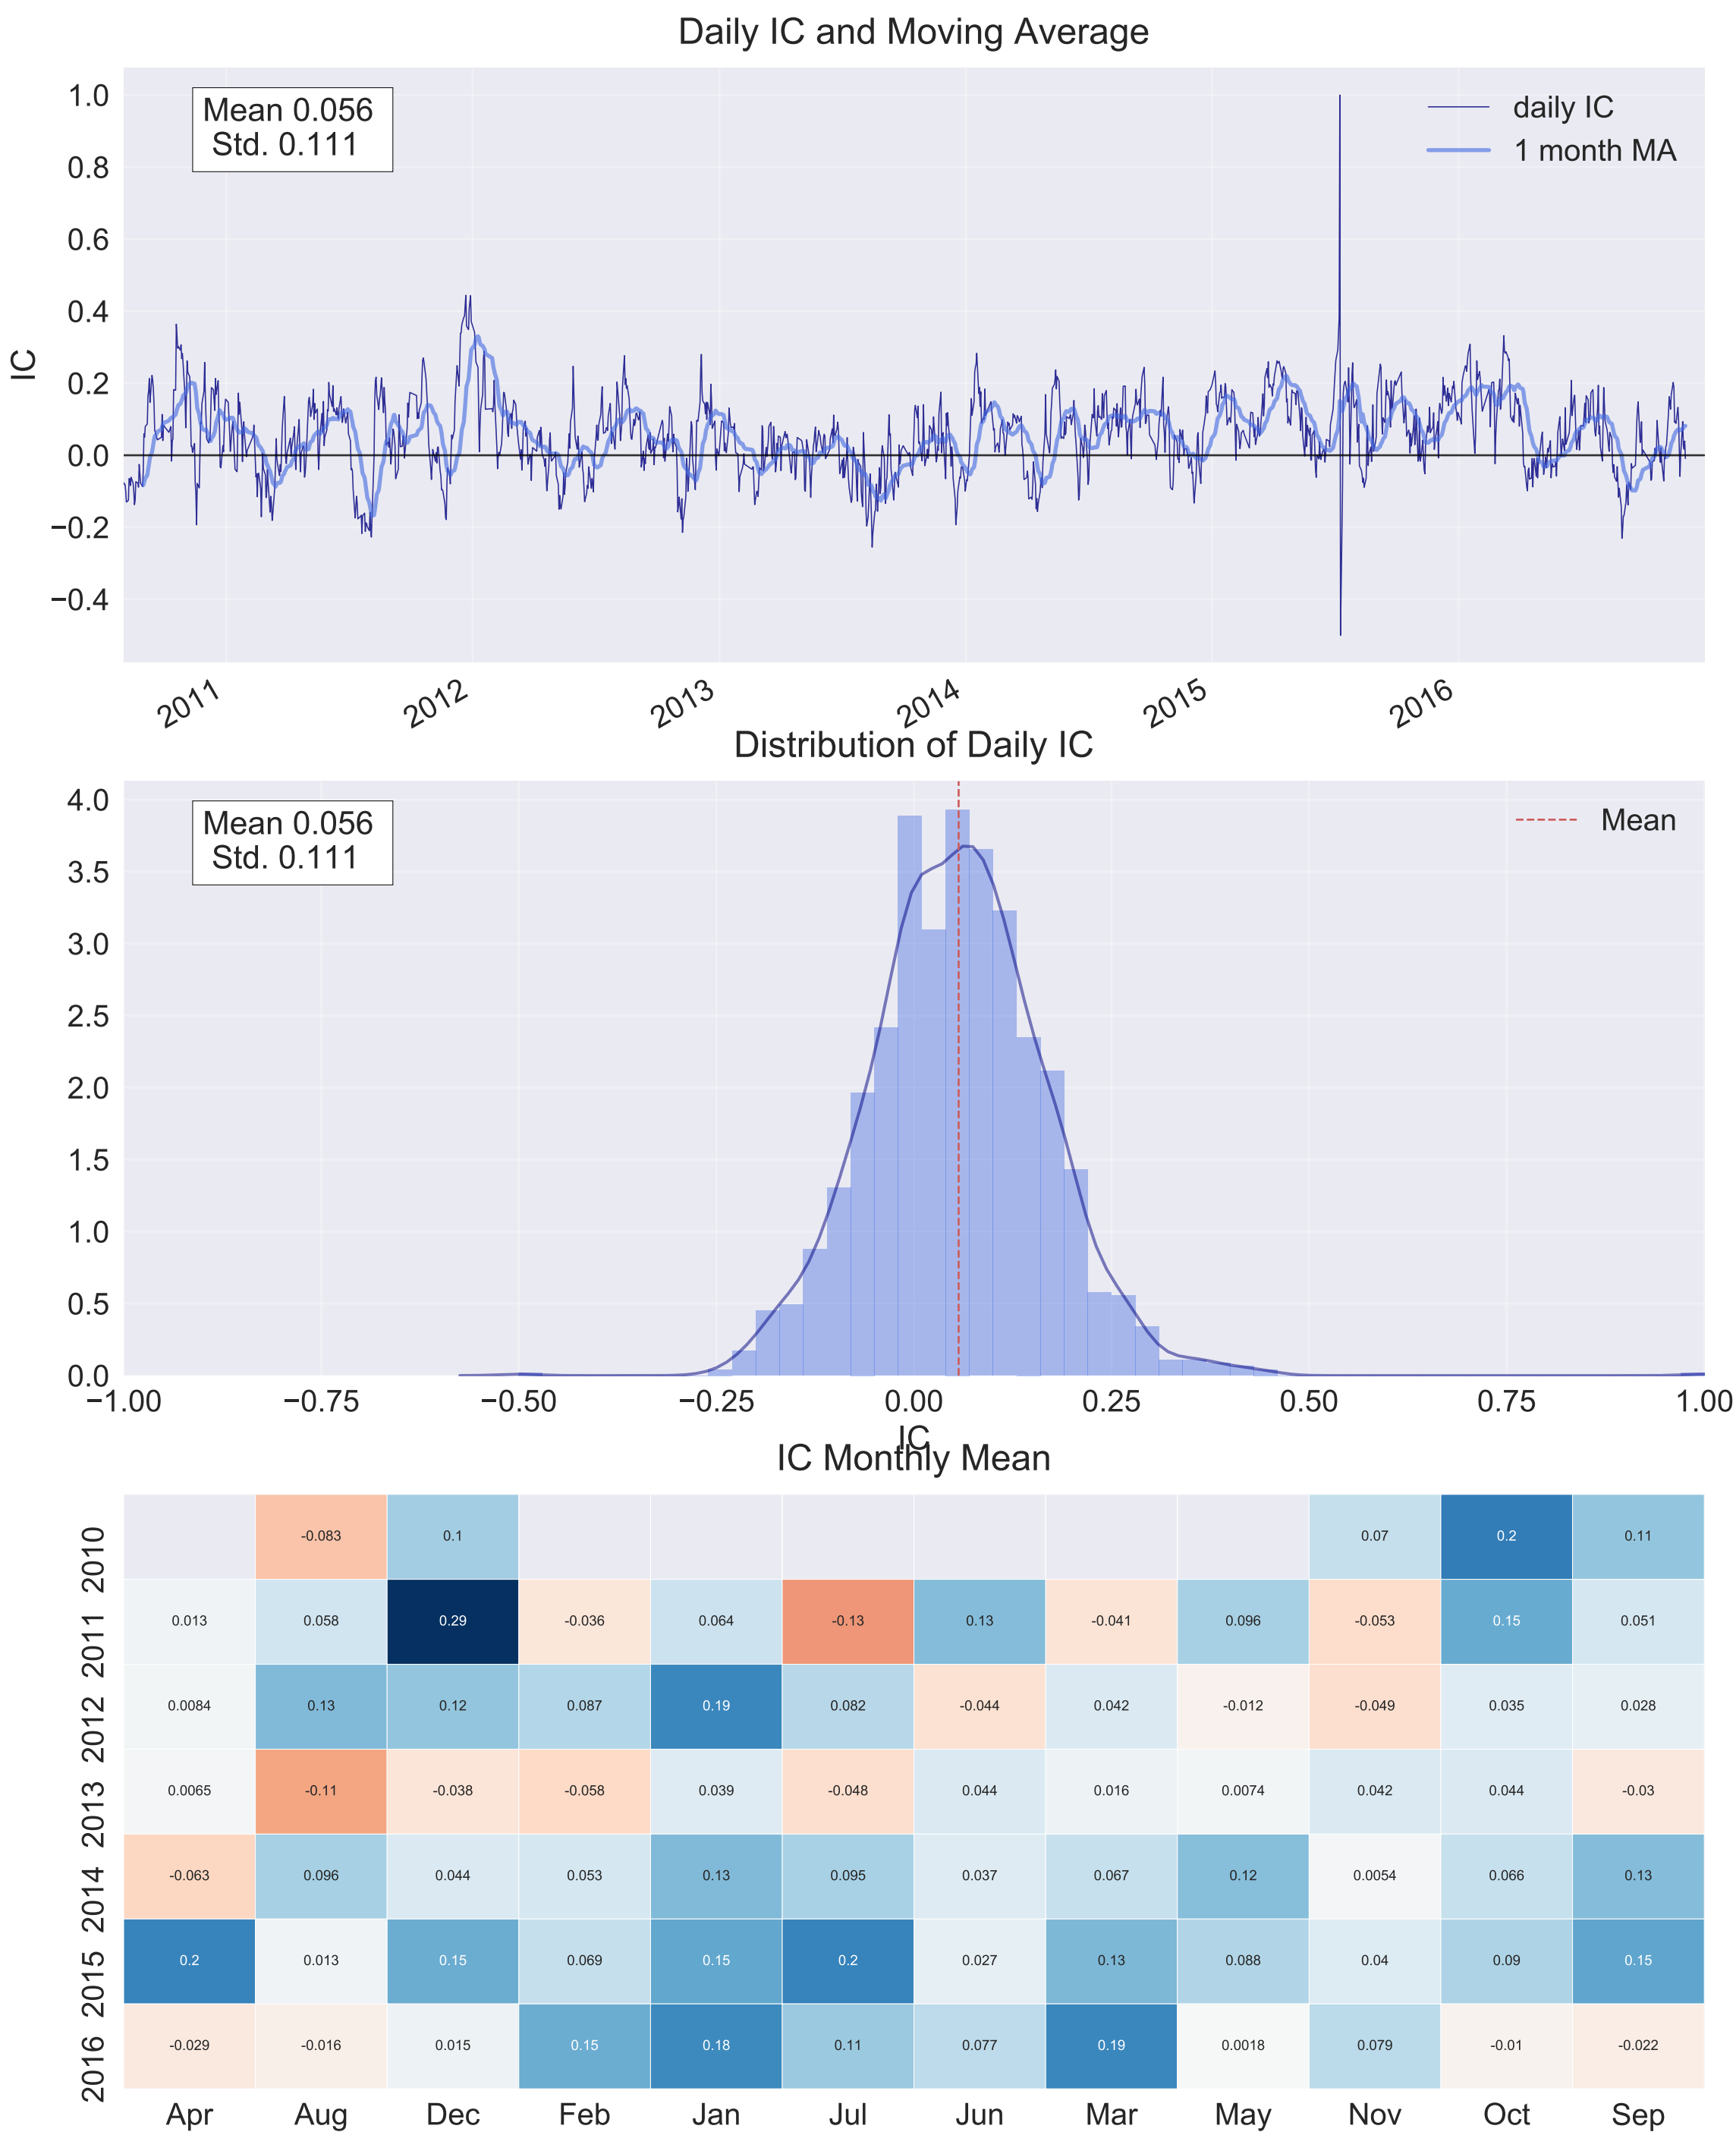 Daily IC and Moving Average
Mean 0.056
Std. 0.111
daily IC
1 month MA
IC
1.0
0.8
0.6
0.4
0.2
0.0
−0.2
−0.4
2011 2012 2013 2014 2015 2016
Distribution of Daily IC
Mean 0.056
Std. 0.111
Mean
4.0
3.5
3.0
2.5
2.0
1.5
1.0
0.5
0.0
−1.00 −0.75 −0.50 −0.25 0.00 0.25 0.50 0.75 1.00
IC
IC Monthly Mean
2010 -0.083 0.1 0.07 0.2 0.11
2011 0.013 0.058 0.29 -0.036 0.064 -0.13 0.13 -0.041 0.096 -0.053 0.15 0.051
2012 0.0084 0.13 0.12 0.087 0.19 0.082 -0.044 0.042 -0.012 -0.049 0.035 0.028
2013 0.0065 -0.11 -0.038 -0.058 0.039 -0.048 0.044 0.016 0.0074 0.042 0.044 -0.03
2014 -0.063 0.096 0.044 0.053 0.13 0.095 0.037 0.067 0.12 0.0054 0.066 0.13
2015 0.2 0.013 0.15 0.069 0.15 0.2 0.027 0.13 0.088 0.04 0.09 0.15
2016 -0.029 -0.016 0.015 0.15 0.18 0.11 0.077 0.19 0.0018 0.079 -0.01 -0.022
Apr Aug Dec Feb Jan Jul Jun Mar May Nov Oct Sep